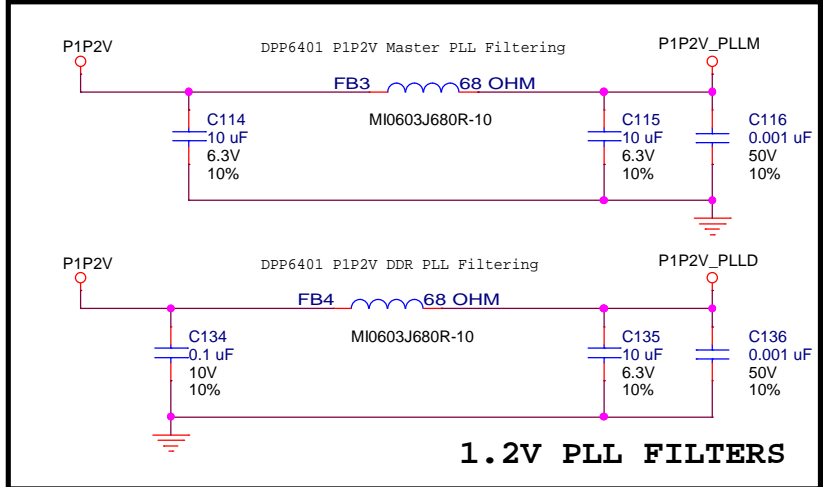 DPP6401 P1P2V Master PLL Filtering
P1P2V
P1P2V_PLLM
FB3
68 OHM
MI0603J680R-10
C114
10 uF
6.3V
10%
C115
10 uF
6.3V
10%
C116
0.001 uF
50V
10%
DPP6401 P1P2V DDR PLL Filtering
P1P2V
P1P2V_PLLD
FB4
68 OHM
MI0603J680R-10
C134
0.1 uF
10V
10%
C135
10 uF
6.3V
10%
C136
0.001 uF
50V
10%
1.2V PLL FILTERS